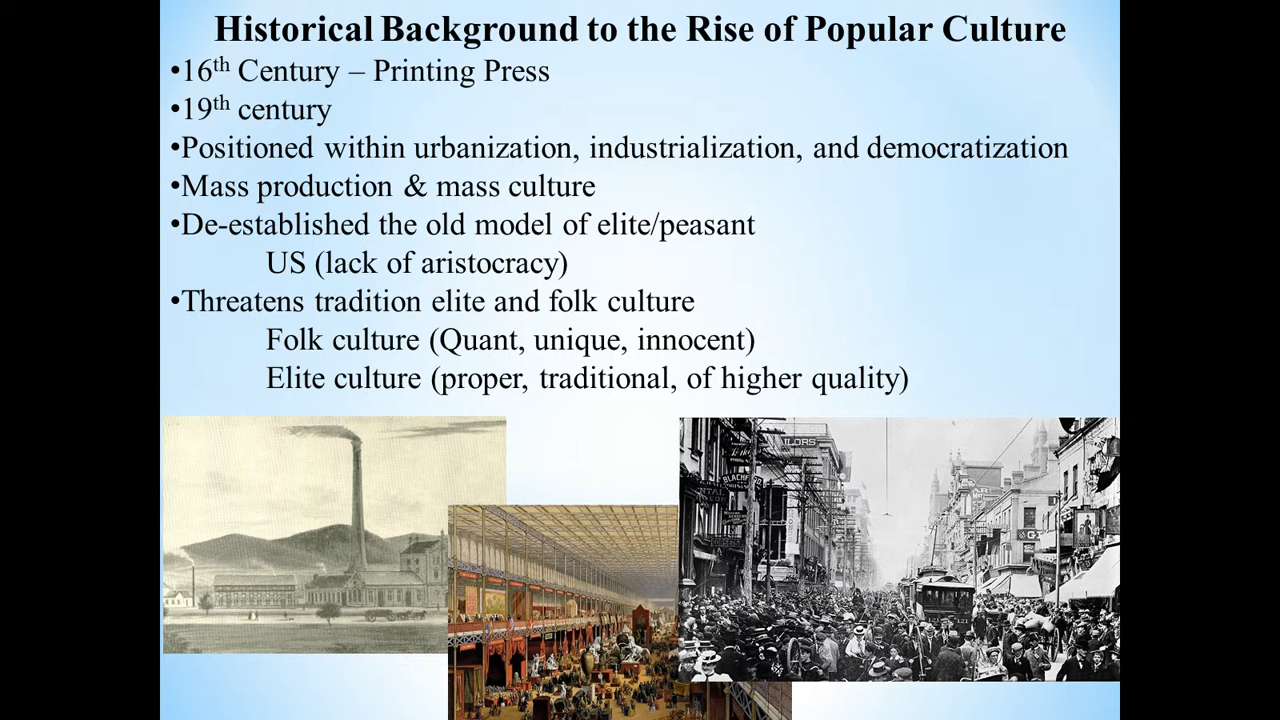 Historical Background to the Rise of Popular Culture
•16th Century – Printing Press
•19th century
•Positioned within urbanization, industrialization, and democratization
•Mass production & mass culture
•De-established the old model of elite/peasant
US (lack of aristocracy)
•Threatens tradition elite and folk culture
Folk culture (Quant, unique, innocent)
Elite culture (proper, traditional, of higher quality)
ILORS
BLACHFORD